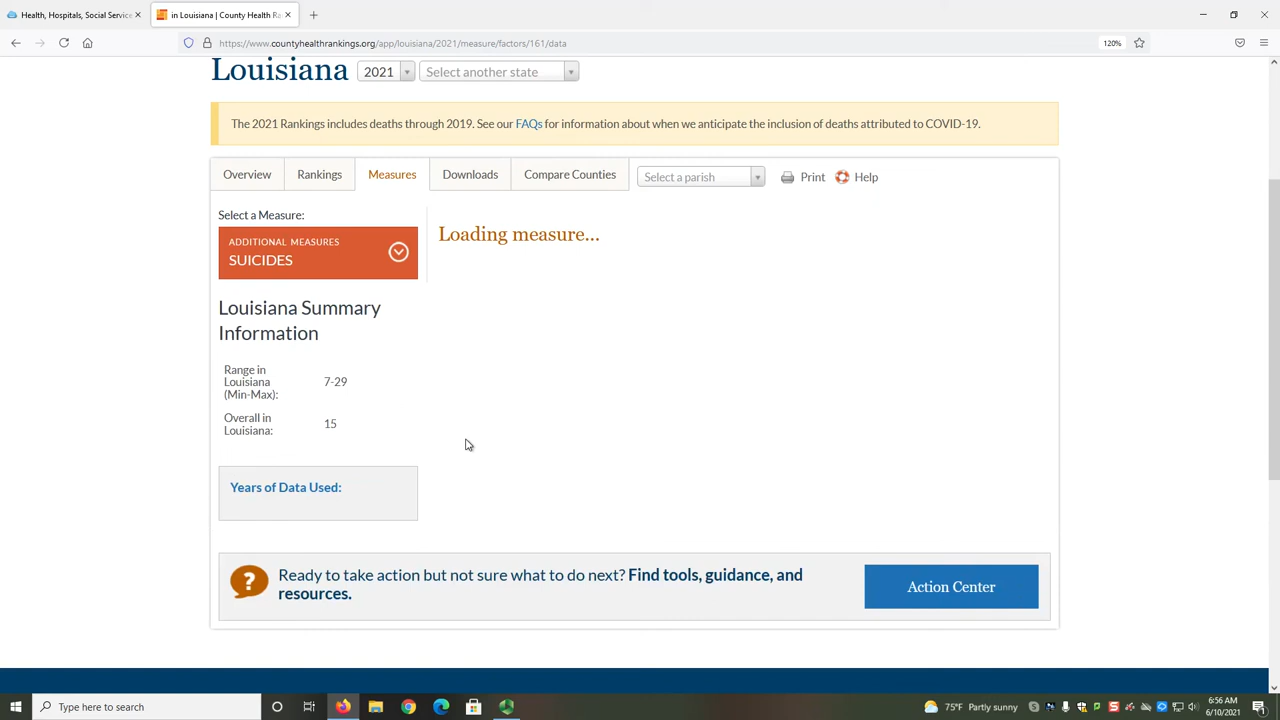 Health, Hospitals, Social Service
in Louisiana | County Health Ra
https://www.countyhealthrankings.org/app/louisiana/2021/measure/factors/161/data
120%
Louisiana
2021
Select another state
The 2021 Rankings includes deaths through 2019. See our FAQs for information about when we anticipate the inclusion of deaths attributed to COVID-19.
Overview
Rankings
Measures
Downloads
Compare Counties
Select a parish
Print
Help
Select a Measure:
ADDITIONAL MEASURES
SUICIDES
Loading measure...
Louisiana Summary
Information
Range in
Louisiana
(Min-Max):
7-29
Overall in
Louisiana:
15
Years of Data Used:
Ready to take action but not sure what to do next? Find tools, guidance, and
resources.
Action Center
Type here to search
75°F Partly sunny
6:56 AM
6/10/2021